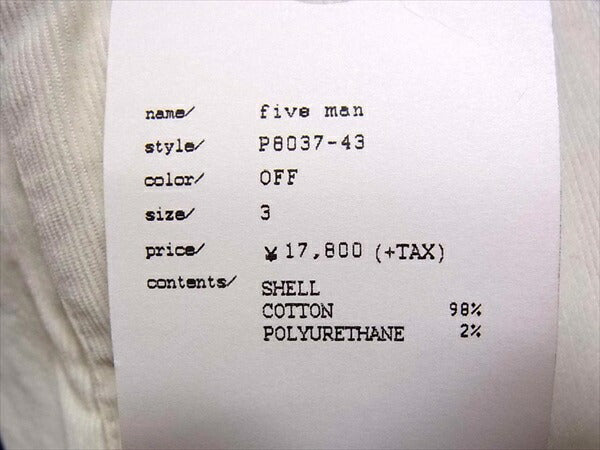 name/ five man
style/ P8037-43
color/ OFF
size/ 3
price/ ¥17,800 (+TAX)
contents/ SHELL
COTTON 98%
POLYURETHANE 2%